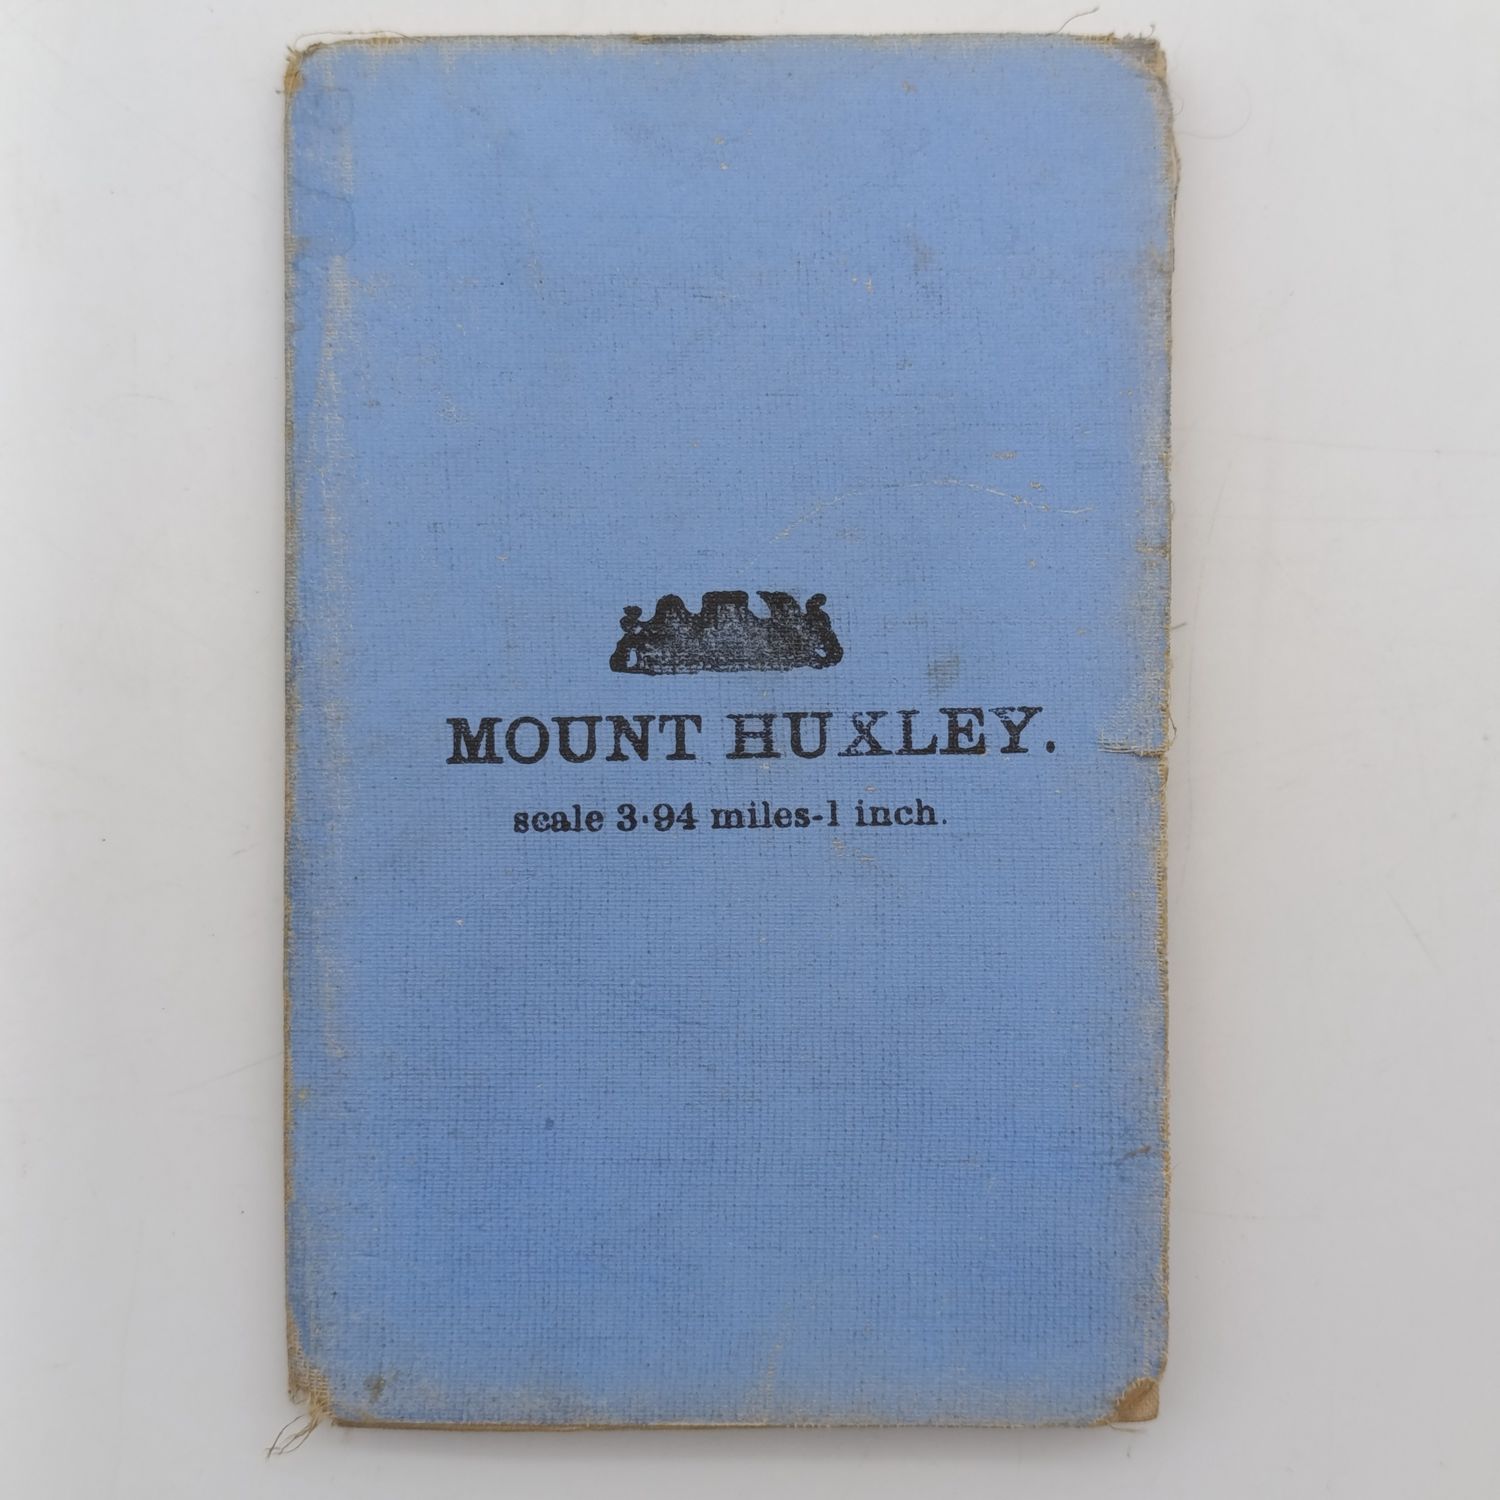 MOUNT HUXLEY.
scale 3·94 miles-1 inch.